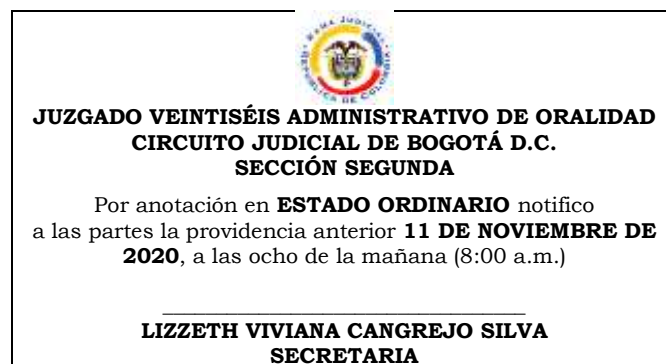 JUZGADO VEINTISÉIS ADMINISTRATIVO DE ORALIDAD
CIRCUITO JUDICIAL DE BOGOTÁ D.C.
SECCIÓN SEGUNDA
Por anotación en ESTADO ORDINARIO notifico
a las partes la providencia anterior 11 DE NOVIEMBRE DE
2020, a las ocho de la mañana (8:00 a.m.)
LIZZETH VIVIANA CANGREJO SILVA
SECRETARIA